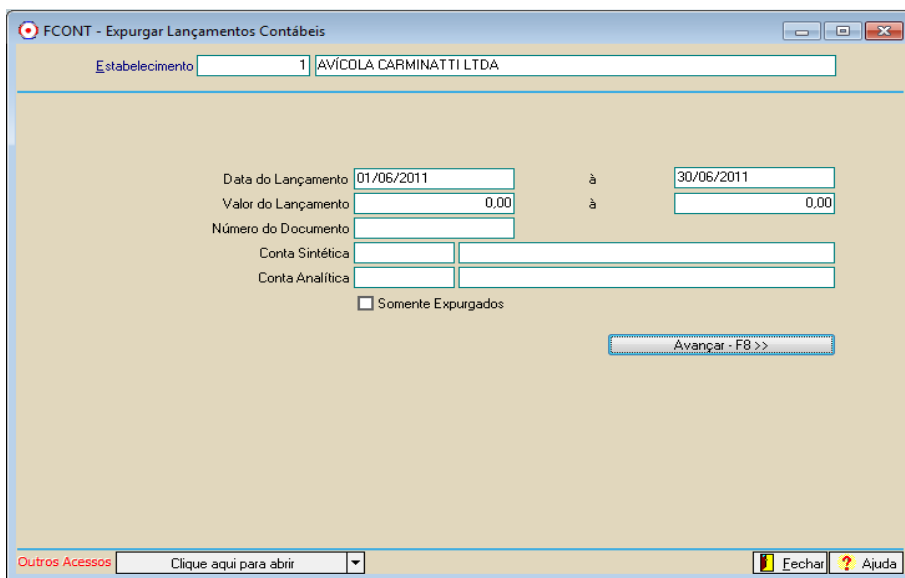 FCONT - Expurgar Lançamentos Contábeis
Estabelecimento 1 AVÍCOLA CARMINATTI LTDA
Data do Lançamento 01/06/2011 à 30/06/2011
Valor do Lançamento 0,00 à 0,00
Número do Documento
Conta Sintética
Conta Analítica
Somente Expurgados
Avançar - F8 >>
Outros Acessos Clique aqui para abrir Fechar ? Ajuda